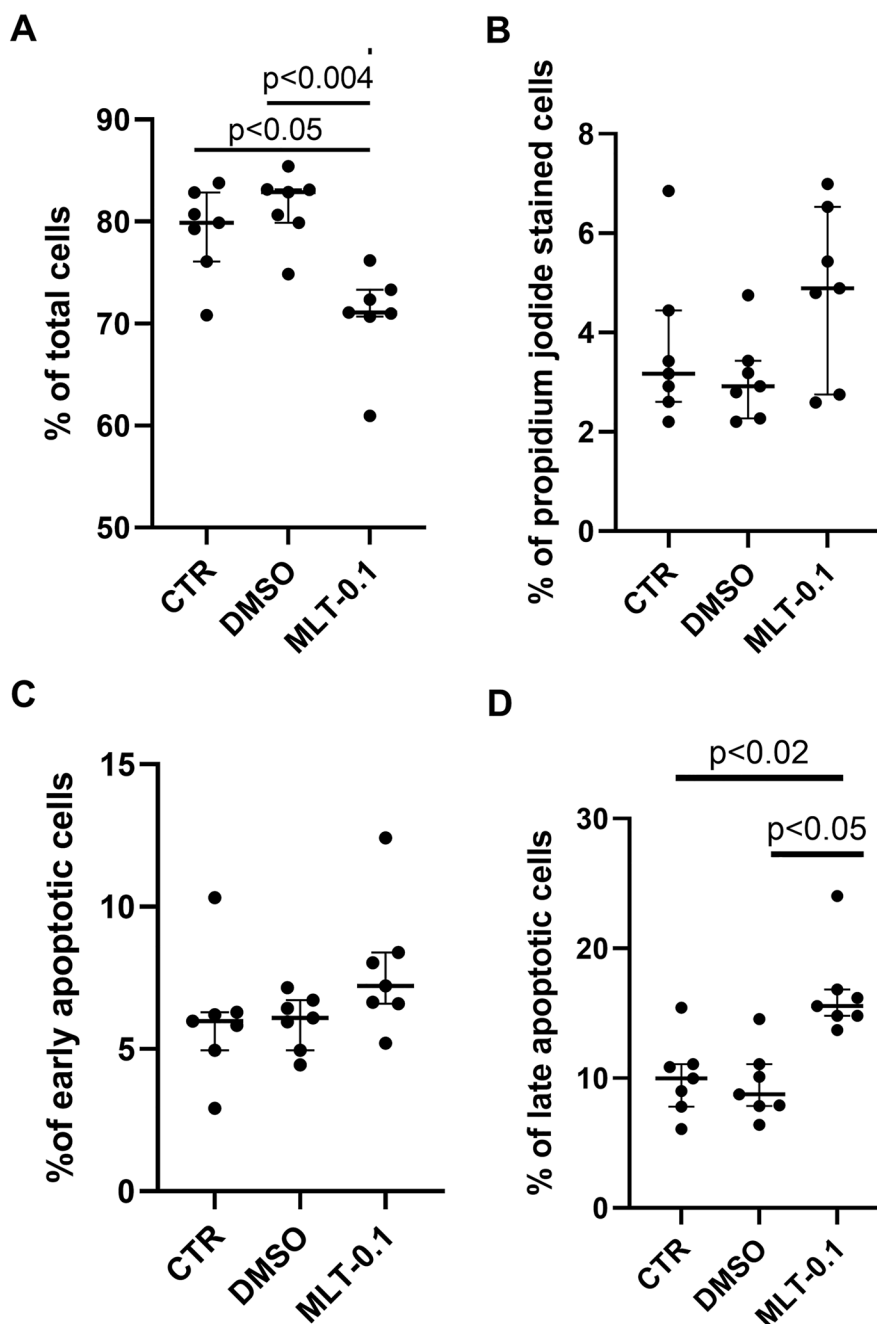 A
% of total cells
p<0.004
p<0.05
90
80
70
60
50
CTR
DMSO
MLT-0.1
B
% of propidium jodide stained cells
8
6
4
2
0
CTR
DMSO
MLT-0.1
C
%of early apoptotic cells
15
10
5
0
CTR
DMSO
MLT-0.1
D
% of late apoptotic cells
p<0.02
p<0.05
30
20
10
0
CTR
DMSO
MLT-0.1